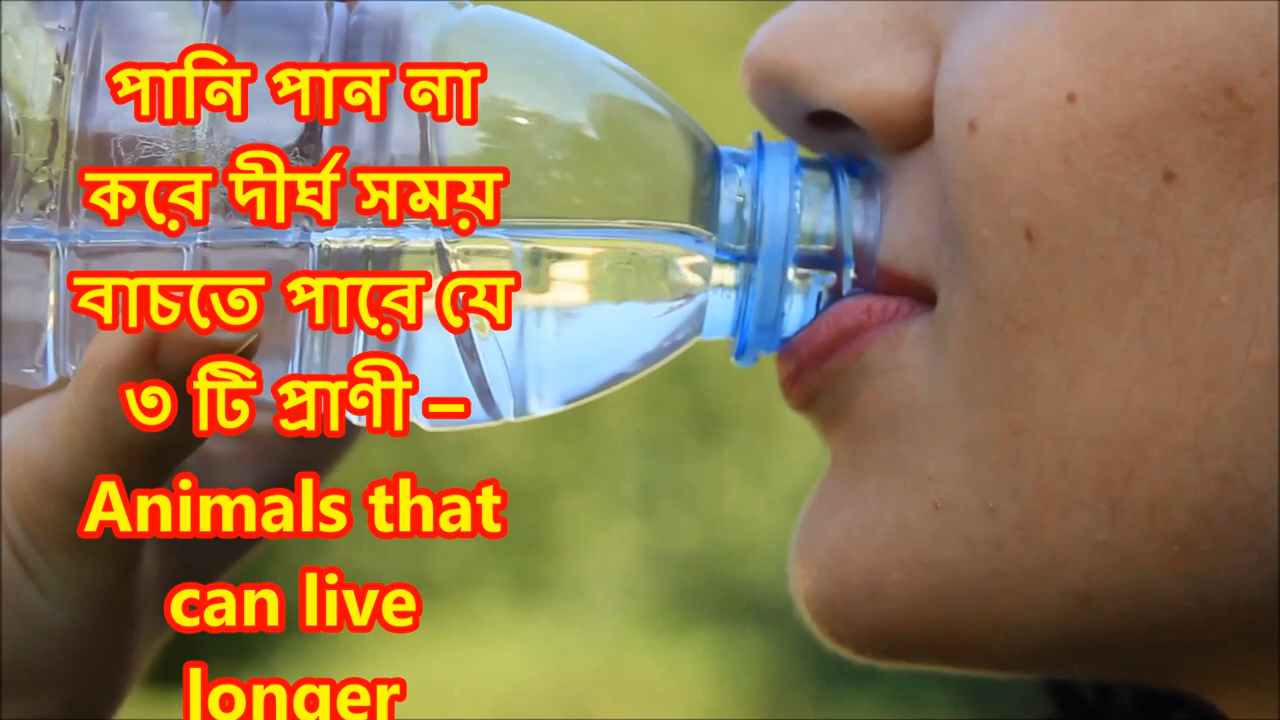 পানি পান না
করে দীর্ঘ সময়
বাচতে পারে যে
৩ টি প্রাণী –
Animals that
can live
longer